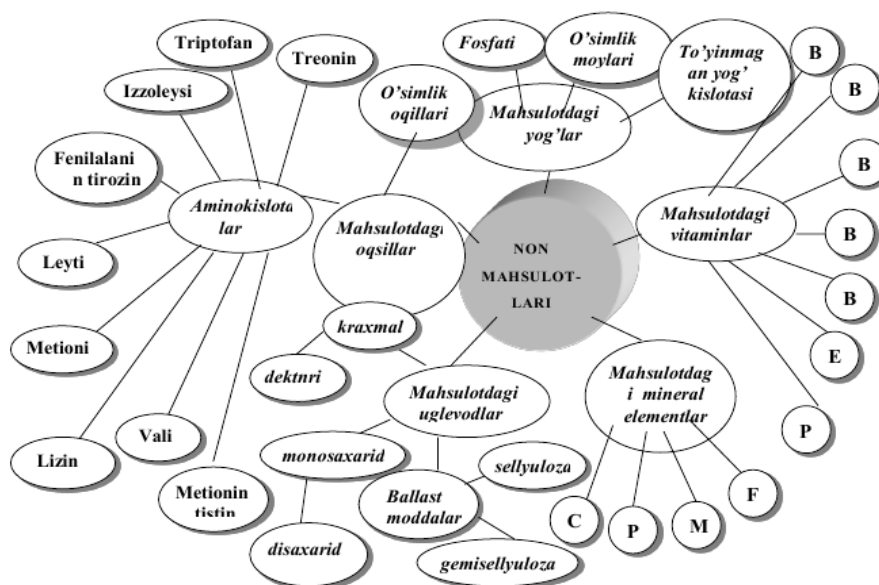 Triptofan
Treonin
Izzoleysi
Fenilalani
n tirozin
Aminokislota
lar
Leyti
Metioni
Lizin
Vali
Metionin
tistin
O'simlik
oqillari
Mahsulotdagi
oqsillar
Fosfati
O'simlik
moylari
To'yinmag
an yog'
kislotasi
Mahsulotdagi
yog'lar
NON
MAHSULOT-
LARI
Mahsulotdagi
vitaminlar
B
B
B
B
B
E
P
kraxmal
dektnri
Mahsulotdagi
uglevodlar
monosaxarid
disaxarid
Ballast
moddalar
sellyuloza
gemisellyuloza
Mahsulotdag
i mineral
elementlar
C
P
M
F